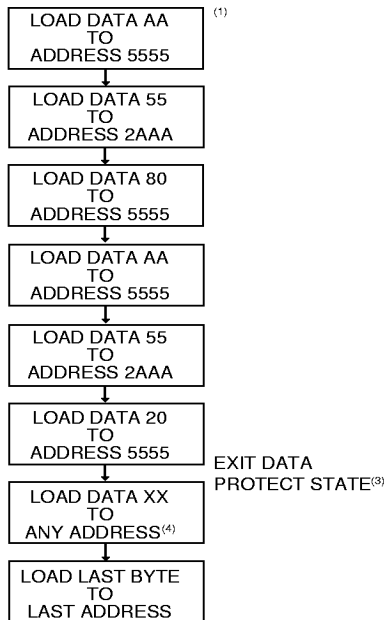 LOAD DATA AA
TO
ADDRESS 5555
(1)
LOAD DATA 55
TO
ADDRESS 2AAA
LOAD DATA 80
TO
ADDRESS 5555
LOAD DATA AA
TO
ADDRESS 5555
LOAD DATA 55
TO
ADDRESS 2AAA
LOAD DATA 20
TO
ADDRESS 5555
EXIT DATA
PROTECT STATE(3)
LOAD DATA XX
TO
ANY ADDRESS(4)
LOAD LAST BYTE
TO
LAST ADDRESS